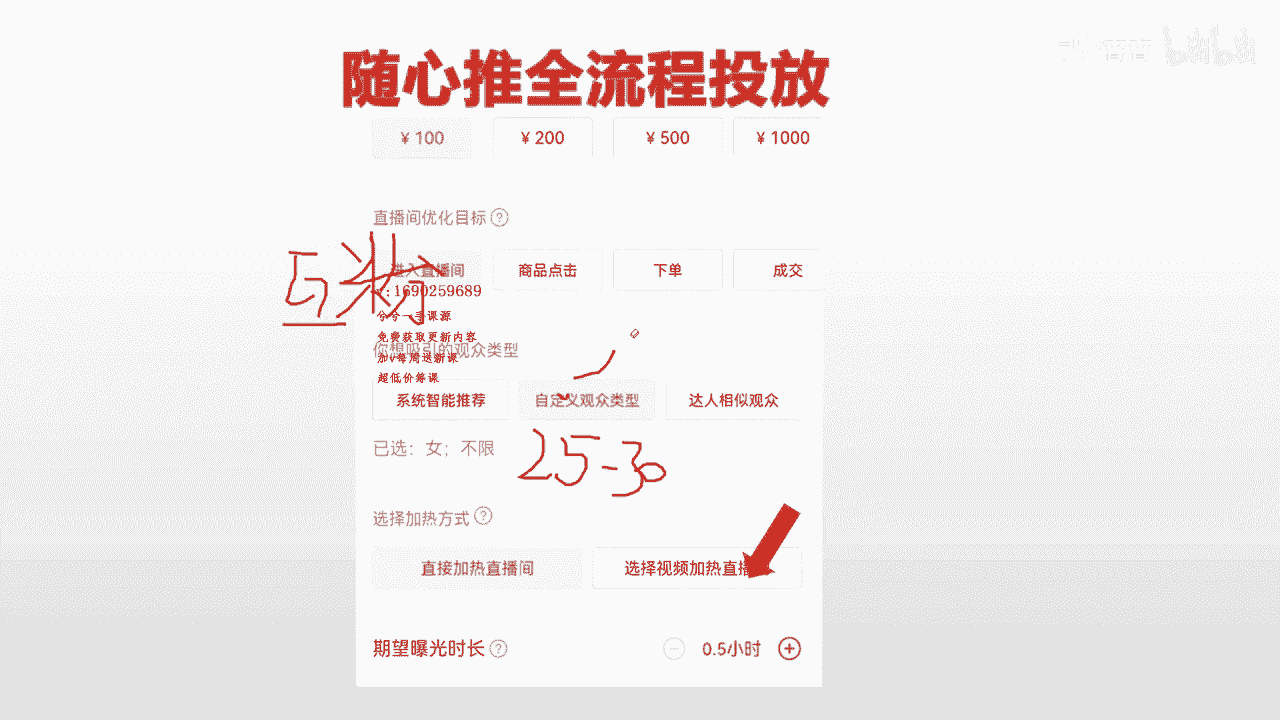 bilibili
随心推全流程投放
¥ 100
¥ 200
¥ 500
¥ 1000
直播间优化目标 ?
进入直播间
商品点击
下单
成交
v:1690259689
兮兮一手课源
免费获取更新内容
你想吸引的观众类型
加v每周送新课
超低价筹课
系统智能推荐
自定义观众类型
达人相似观众
已选：女；不限
25-30
选择加热方式 ?
直接加热直播间
选择视频加热直播
期望曝光时长 ?
0.5小时